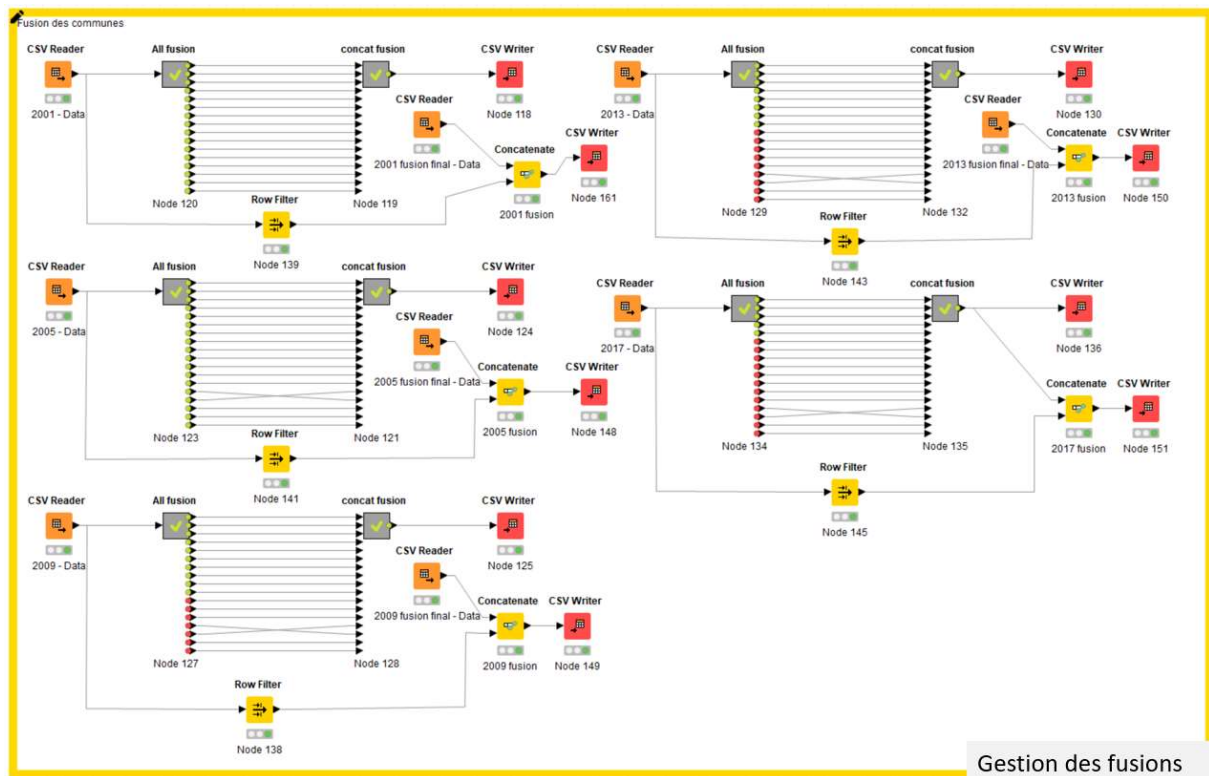 Fusion des communes
CSV Reader
All fusion
concat fusion
CSV Writer
2001 - Data
Node 118
CSV Reader
CSV Writer
2001 fusion final - Data
Concatenate
Node 161
Node 120
Node 119
2001 fusion
Row Filter
Node 139
CSV Reader
All fusion
concat fusion
CSV Writer
2005 - Data
Node 124
CSV Reader
2005 fusion final - Data
Concatenate
CSV Writer
Node 123
Node 121
2005 fusion
Node 148
Row Filter
Node 141
CSV Reader
All fusion
concat fusion
CSV Writer
2009 - Data
Node 125
CSV Reader
2009 fusion final - Data
Concatenate
CSV Writer
Node 127
Node 128
2009 fusion
Node 149
Row Filter
Node 138
CSV Reader
All fusion
concat fusion
CSV Writer
2013 - Data
Node 130
CSV Reader
Concatenate
CSV Writer
2013 fusion final - Data
Node 129
Node 132
2013 fusion
Node 150
Row Filter
Node 143
CSV Reader
All fusion
concat fusion
CSV Writer
2017 - Data
Node 136
Concatenate
CSV Writer
Node 134
Node 135
2017 fusion
Node 151
Row Filter
Node 145
Gestion des fusions